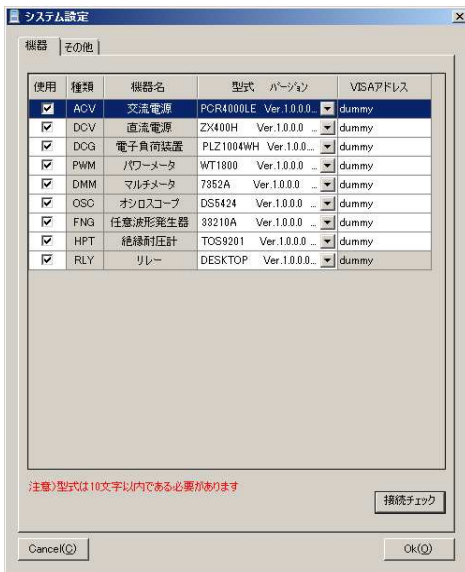 システム設定
機器 その他
使用 種類 機器名 型式 バージョン VISAアドレス
ACV 交流電源 PCR4000LE Ver.1.0.0.0... dummy
DCV 直流電源 ZX400H Ver.1.0.0.0 ... dummy
DCG 電子負荷装置 PLZ1004WH Ver.1.0.0... dummy
PWM パワーメータ WT1800 Ver.1.0.0.0 ... dummy
DMM マルチメータ 7352A Ver.1.0.0.0 ... dummy
OSC オシロスコープ DS5424 Ver.1.0.0.0 ... dummy
FNG 任意波形発生器 33210A Ver.1.0.0.0 ... dummy
HPT 絶縁耐圧計 TOS9201 Ver.1.0.0.0 ... dummy
RLY リレー DESKTOP Ver.1.0.0.0... dummy
注意)型式は10文字以内である必要があります
接続チェック
Cancel(C) Ok(O)